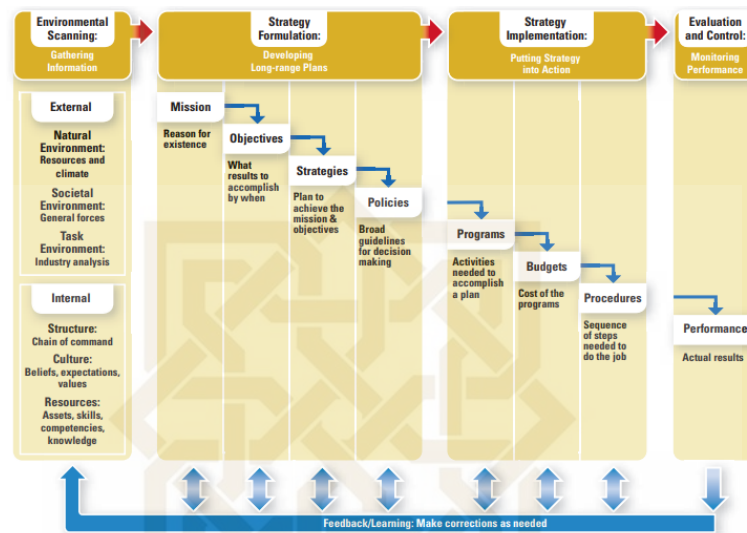 Environmental
Scanning:
Gathering
Information
Strategy
Formulation:
Developing
Long-range Plans
Strategy
Implementation:
Putting Strategy
into Action
Evaluation
and Control:
Monitoring
Performance
External
Natural
Environment:
Resources and
climate
Societal
Environment:
General forces
Task
Environment:
Industry analysis
Internal
Structure:
Chain of command
Culture:
Beliefs, expectations,
values
Resources:
Assets, skills,
competencies,
knowledge
Mission
Reason for
existence
Objectives
What
results to
accomplish
by when
Strategies
Plan to
achieve the
mission &
objectives
Policies
Broad
guidelines
for decision
making
Programs
Activities
needed to
accomplish
a plan
Budgets
Cost of the
programs
Procedures
Sequence
of steps
needed to
do the job
Performance
Actual results
Feedback/Learning: Make corrections as needed